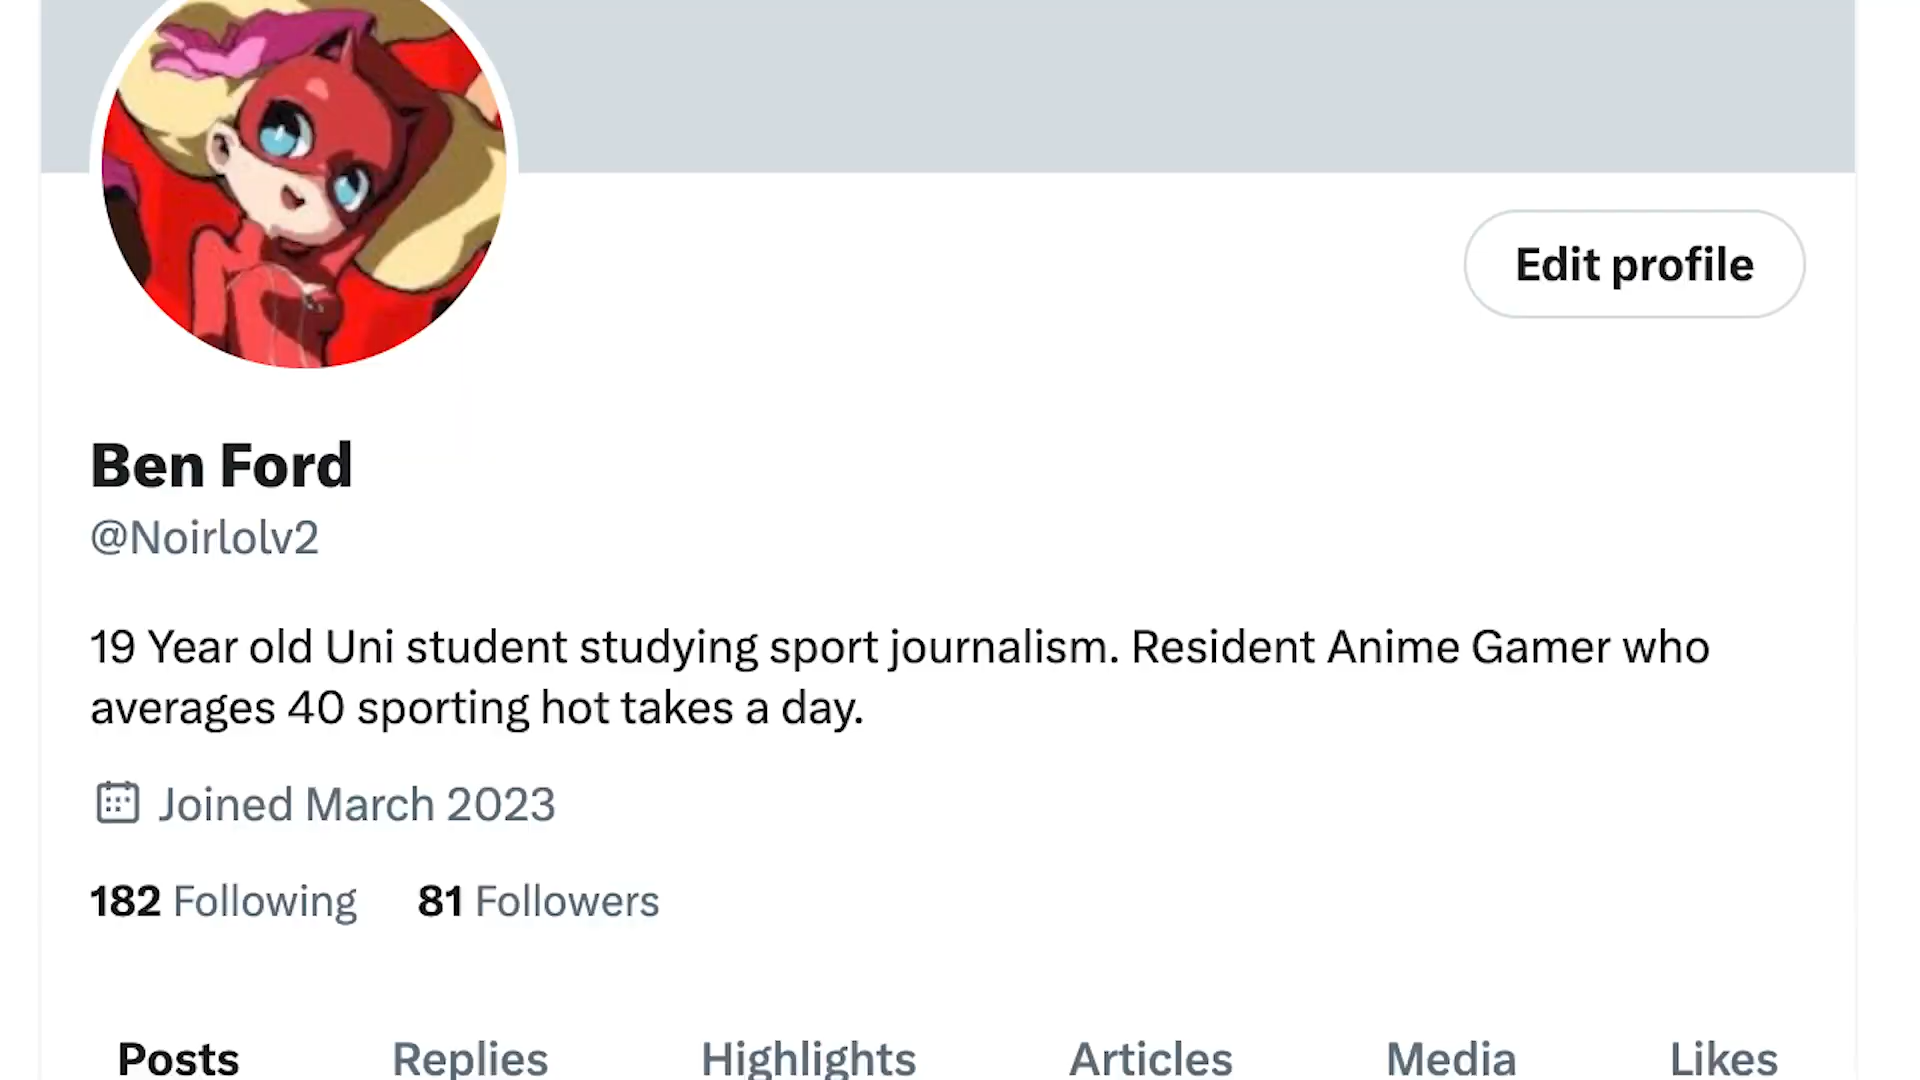 Edit profile
Ben Ford
@Noirlolv2
19 Year old Uni student studying sport journalism. Resident Anime Gamer who
averages 40 sporting hot takes a day.
Joined March 2023
182 Following 81 Followers
Posts Replies Highlights Articles Media Likes